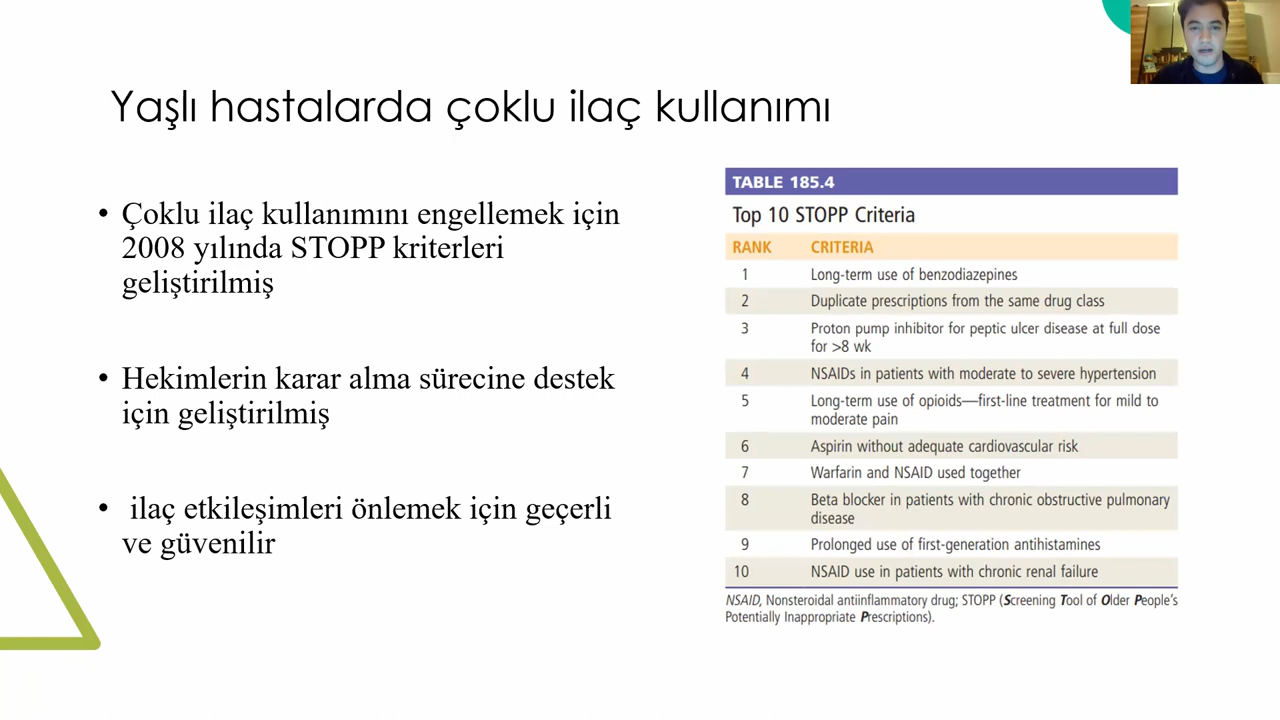 Yaşlı hastalarda çoklu ilaç kullanımı
• Çoklu ilaç kullanımını engellemek için
2008 yılında STOPP kriterleri
geliştirilmiş
• Hekimlerin karar alma sürecine destek
için geliştirilmiş
• ilaç etkileşimleri önlemek için geçerli
ve güvenilir
TABLE 185.4
Top 10 STOPP Criteria
RANK CRITERIA
1 Long-term use of benzodiazepines
2 Duplicate prescriptions from the same drug class
3 Proton pump inhibitor for peptic ulcer disease at full dose
for >8 wk
4 NSAIDs in patients with moderate to severe hypertension
5 Long-term use of opioids—first-line treatment for mild to
moderate pain
6 Aspirin without adequate cardiovascular risk
7 Warfarin and NSAID used together
8 Beta blocker in patients with chronic obstructive pulmonary
disease
9 Prolonged use of first-generation antihistamines
10 NSAID use in patients with chronic renal failure
NSAID, Nonsteroidal antiinflammatory drug; STOPP (Screening Tool of Older People's
Potentially Inappropriate Prescriptions).